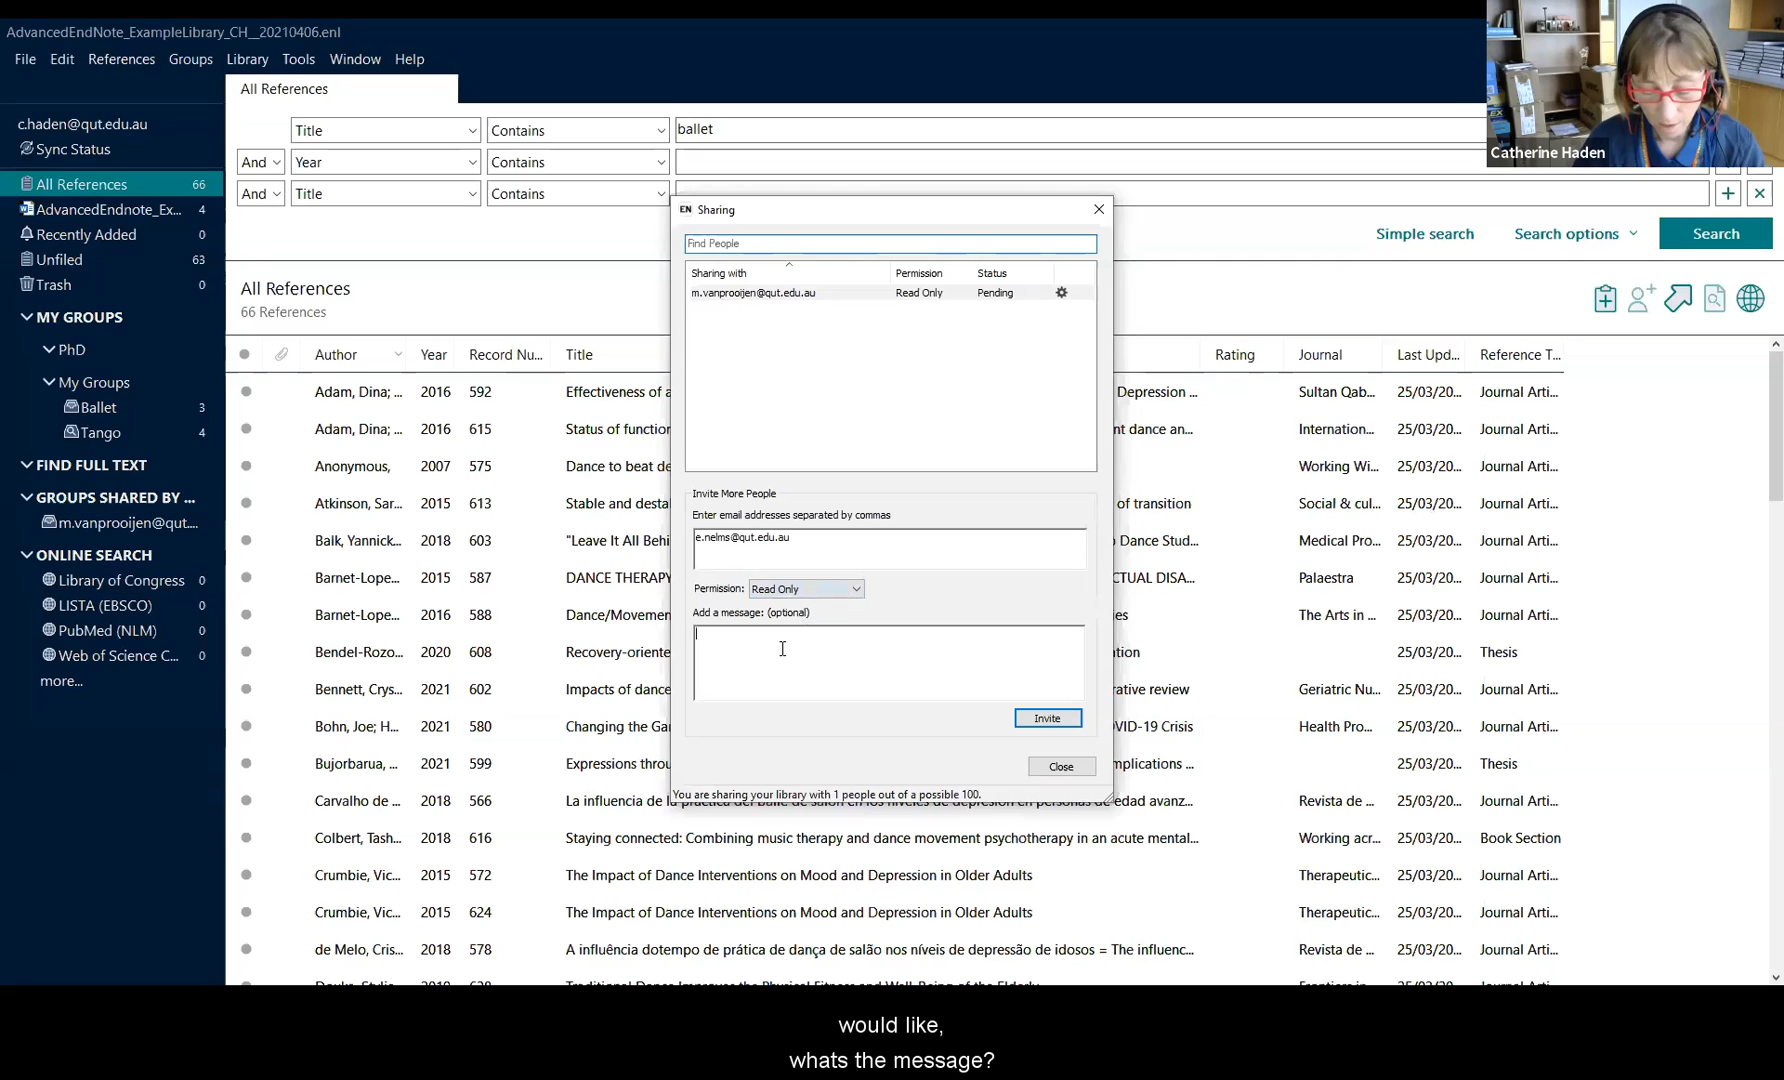 AdvancedEndNote_ExampleLibrary_CH__20210406.enl
File Edit References Groups Library Tools Window Help
c.haden@qut.edu.au
Sync Status
All References 66
AdvancedEndnote_Ex... 4
Recently Added 0
Unfiled 63
Trash 0
MY GROUPS
PhD
My Groups
Ballet 3
Tango 4
FIND FULL TEXT
GROUPS SHARED BY ...
m.vanprooijen@qut....
ONLINE SEARCH
Library of Congress 0
LISTA (EBSCO) 0
PubMed (NLM) 0
Web of Science C... 0
more...
All References
Title Contains ballet
And Year Contains
And Title Contains
Simple search Search options Search
Catherine Haden
All References
66 References
Author Year Record Nu... Title Rating Journal Last Upd... Reference T...
Adam, Dina; ... 2016 592 Effectiveness of a Depression ... Sultan Qab... 25/03/20... Journal Arti...
Adam, Dina; ... 2016 615 Status of function nt dance an... Internation... 25/03/20... Journal Arti...
Anonymous, 2007 575 Dance to beat de Working Wi... 25/03/20... Journal Arti...
Atkinson, Sar... 2015 613 Stable and destal of transition Social & cul... 25/03/20... Journal Arti...
Balk, Yannick... 2018 603 "Leave It All Behi o Dance Stud... Medical Pro... 25/03/20... Journal Arti...
Barnet-Lope... 2015 587 DANCE THERAPY CTUAL DISA... Palaestra 25/03/20... Journal Arti...
Barnet-Lope... 2016 588 Dance/Movemen es The Arts in ... 25/03/20... Journal Arti...
Bendel-Rozo... 2020 608 Recovery-oriente ntation 25/03/20... Thesis
Bennett, Crys... 2021 602 Impacts of dance rative review Geriatric Nu... 25/03/20... Journal Arti...
Bohn, Joe; H... 2021 580 Changing the Gar OVID-19 Crisis Health Pro... 25/03/20... Journal Arti...
Bujorbarua, 2021 599 Expressions throu mplications ... 25/03/20... Thesis
Carvalho de ... 2018 566 La influencia de la práctica del baile de salón en los niveles de depresión en personas de edad avanz... Revista de ... 25/03/20... Journal Arti...
Colbert, Tash... 2018 616 Staying connected: Combining music therapy and dance movement psychotherapy in an acute mental... Working acr... 25/03/20... Book Section
Crumbie, Vic... 2015 572 The Impact of Dance Interventions on Mood and Depression in Older Adults Therapeutic... 25/03/20... Journal Arti...
Crumbie, Vic... 2015 624 The Impact of Dance Interventions on Mood and Depression in Older Adults Therapeutic... 25/03/20... Journal Arti...
de Melo, Cris... 2018 578 A influência dotempo de prática de dança de salão nos níveis de depressão de idosos = The influenc... Revista de ... 25/03/20... Journal Arti...
EN Sharing
Find People
Sharing with Permission Status
m.vanprooijen@qut.edu.au Read Only Pending
Invite More People
Enter email addresses separated by commas
e.nelms@qut.edu.au
Permission: Read Only
Add a message: (optional)
Invite
Close
You are sharing your library with 1 people out of a possible 100.
would like,
whats the message?